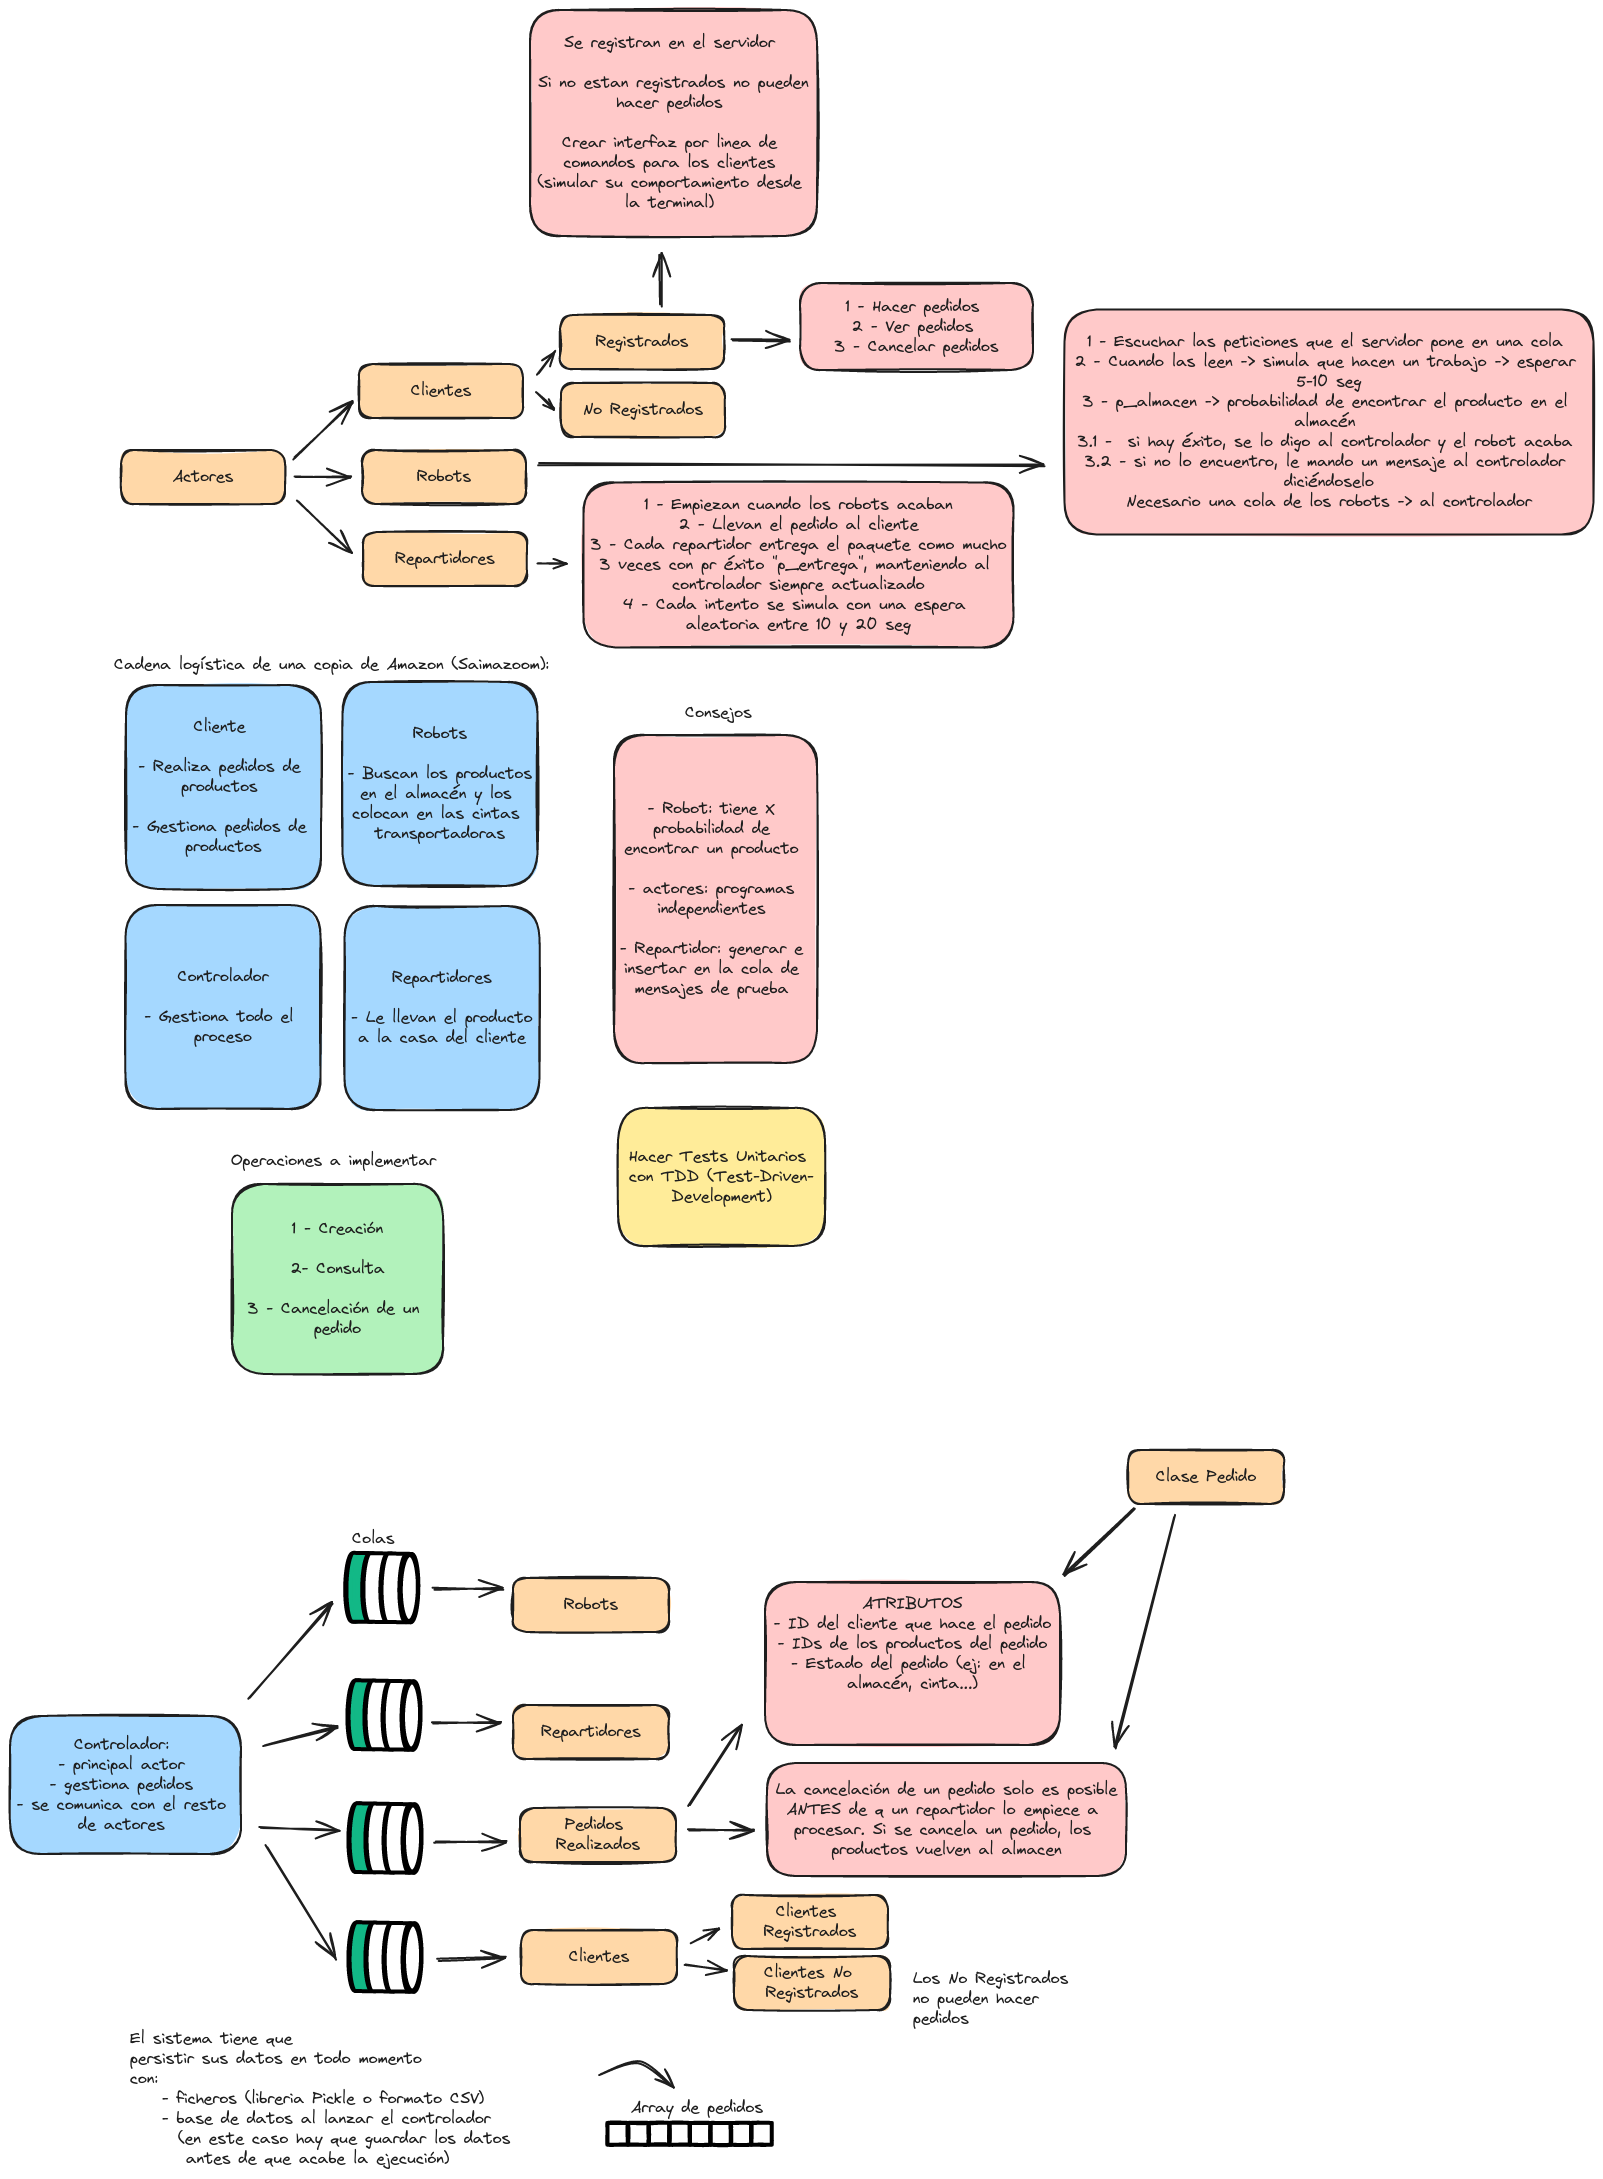 Se registran en el servidor
Si no estan registrados no pueden
hacer pedidos
Crear interfaz por linea de
comandos para los clientes
(simular su comportamiento desde
la terminal)
Registrados
1 - Hacer pedidos
2 - Ver pedidos
3 - Cancelar pedidos
Clientes
No Registrados
Actores
Robots
1 - Escuchar las peticiones que el servidor pone en una cola
2 - Cuando las leen -> simula que hacen un trabajo -> esperar
5-10 seg
3 - p_almacen -> probabilidad de encontrar el producto en el
almacén
3.1 - si hay éxito, se lo digo al controlador y el robot acaba
3.2 - si no lo encuentro, le mando un mensaje al controlador
diciéndoselo
Necesario una cola de los robots -> al controlador
Repartidores
1 - Empiezan cuando los robots acaban
2 - Llevan el pedido al cliente
3 - Cada repartidor entrega el paquete como mucho
3 veces con pr éxito "p_entrega", manteniendo al
controlador siempre actualizado
4 - Cada intento se simula con una espera
aleatoria entre 10 y 20 seg
Cadena logística de una copia de Amazon (Saimazoom):
Cliente
- Realiza pedidos de
productos
- Gestiona pedidos de
productos
Robots
- Buscan los productos
en el almacén y los
colocan en las cintas
transportadoras
Controlador
- Gestiona todo el
proceso
Repartidores
- Le llevan el producto
a la casa del cliente
Consejos
- Robot: tiene X
probabilidad de
encontrar un producto
- actores: programas
independientes
- Repartidor: generar e
insertar en la cola de
mensajes de prueba
Hacer Tests Unitarios
con TDD (Test-Driven-
Development)
Operaciones a implementar
1 - Creación
2- Consulta
3 - Cancelación de un
pedido
Clase Pedido
Colas
Robots
Repartidores
Pedidos
Realizados
Clientes
Controlador:
- principal actor
- gestiona pedidos
- se comunica con el resto
de actores
ATRIBUTOS
- ID del cliente que hace el pedido
- IDs de los productos del pedido
- Estado del pedido (ej: en el
almacén, cinta...)
La cancelación de un pedido solo es posible
ANTES de q un repartidor lo empiece a
procesar. Si se cancela un pedido, los
productos vuelven al almacen
Clientes
Registrados
Clientes No
Registrados
Los No Registrados
no pueden hacer
pedidos
El sistema tiene que
persistir sus datos en todo momento
con:
- ficheros (libreria Pickle o formato CSV)
- base de datos al lanzar el controlador
(en este caso hay que guardar los datos
antes de que acabe la ejecución)
Array de pedidos